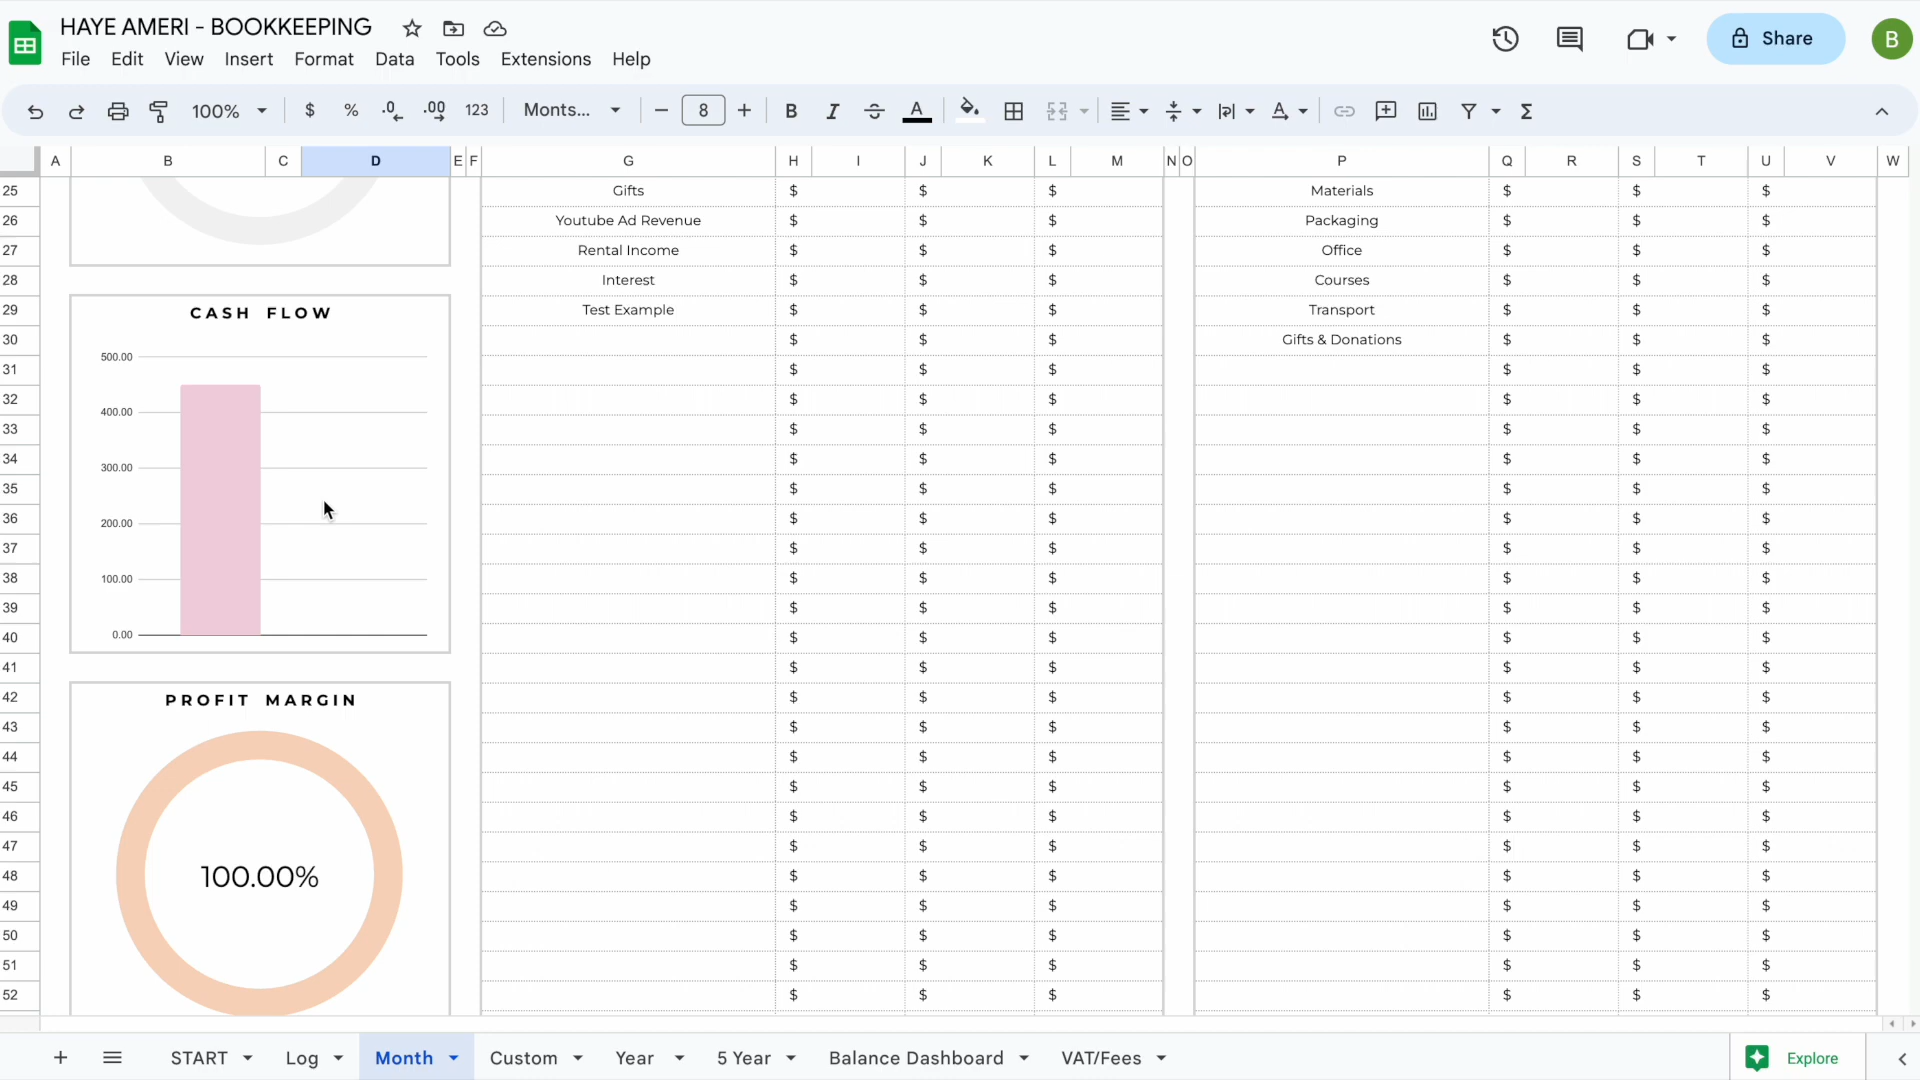 HAYE AMERI - BOOKKEEPING
File Edit View Insert Format Data Tools Extensions Help
Share
B
100% $ % .0 .00 123 Monts... 8 B I S A A Σ
A B C D E F G H I J K L M N O P Q R S T U V W
25 Gifts $ $ $ Materials $ $ $
26 Youtube Ad Revenue $ $ $ Packaging $ $ $
27 Rental Income $ $ $ Office $ $ $
28 Interest $ $ $ Courses $ $ $
29 Test Example $ $ $ Transport $ $ $
30 $ $ $ Gifts & Donations $ $ $
31 $ $ $ $ $ $
32 $ $ $ $ $ $
33 $ $ $ $ $ $
34 $ $ $ $ $ $
35 $ $ $ $ $ $
36 $ $ $ $ $ $
37 $ $ $ $ $ $
38 $ $ $ $ $ $
39 $ $ $ $ $ $
40 $ $ $ $ $ $
41 $ $ $ $ $ $
42 $ $ $ $ $ $
43 $ $ $ $ $ $
44 $ $ $ $ $ $
45 $ $ $ $ $ $
46 $ $ $ $ $ $
47 $ $ $ $ $ $
48 $ $ $ $ $ $
49 $ $ $ $ $ $
50 $ $ $ $ $ $
51 $ $ $ $ $ $
52 $ $ $ $ $ $
CASH FLOW
500.00
400.00
300.00
200.00
100.00
0.00
PROFIT MARGIN
100.00%
START Log Month Custom Year 5 Year Balance Dashboard VAT/Fees Explore